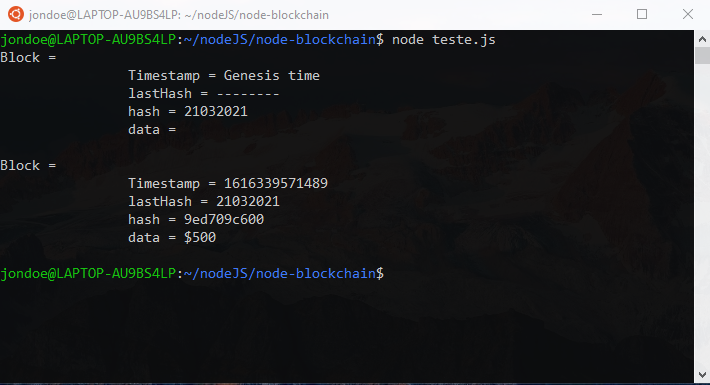 jondoe@LAPTOP-AU9BS4LP: ~/nodeJS/node-blockchain
jondoe@LAPTOP-AU9BS4LP:~/nodeJS/node-blockchain$ node teste.js
Block =
Timestamp = Genesis time
lastHash = --------
hash = 21032021
data =
Block =
Timestamp = 1616339571489
lastHash = 21032021
hash = 9ed709c600
data = $500
jondoe@LAPTOP-AU9BS4LP:~/nodeJS/node-blockchain$